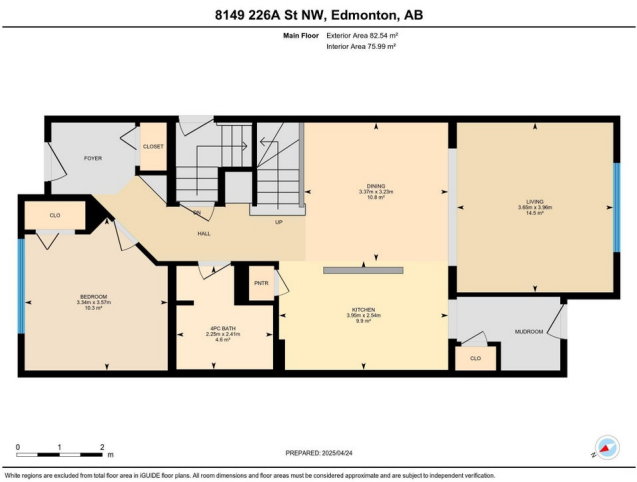 8149 226A St NW, Edmonton, AB
Main Floor Exterior Area 82.54 m²
Interior Area 75.99 m²
FOYER
CLOSET
DN
UP
HALL
CLO
DINING
3.37m x 3.23m
10.8 m²
LIVING
3.65m x 3.96m
14.5 m²
BEDROOM
3.34m x 3.57m
10.3 m²
4PC BATH
2.25m x 2.41m
4.6 m²
PNTR
KITCHEN
3.95m x 2.54m
9.9 m²
MUDROOM
CLO
0 1 2
m
PREPARED: 2025/04/24
N
White regions are excluded from total floor area in iGUIDE floor plans. All room dimensions and floor areas must be considered approximate and are subject to independent verification.